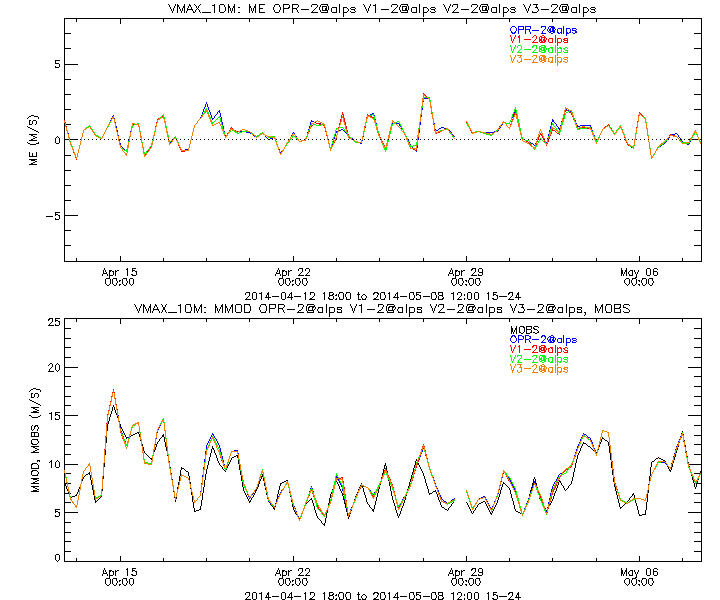 VMAX_10M: ME OPR-2@alps V1-2@alps V2-2@alps V3-2@alps
OPR-2@alps
V1-2@alps
V2-2@alps
V3-2@alps
ME (M/S)
5
0
-5
Apr 15 Apr 22 Apr 29 May 06
00:00 00:00 00:00 00:00
2014-04-12 18:00 to 2014-05-08 12:00 15-24
VMAX_10M: MMOD OPR-2@alps V1-2@alps V2-2@alps V3-2@alps, MOBS
MOBS
OPR-2@alps
V1-2@alps
V2-2@alps
V3-2@alps
MMOD, MOBS (M/S)
25
20
15
10
5
0
Apr 15 Apr 22 Apr 29 May 06
00:00 00:00 00:00 00:00
2014-04-12 18:00 to 2014-05-08 12:00 15-24